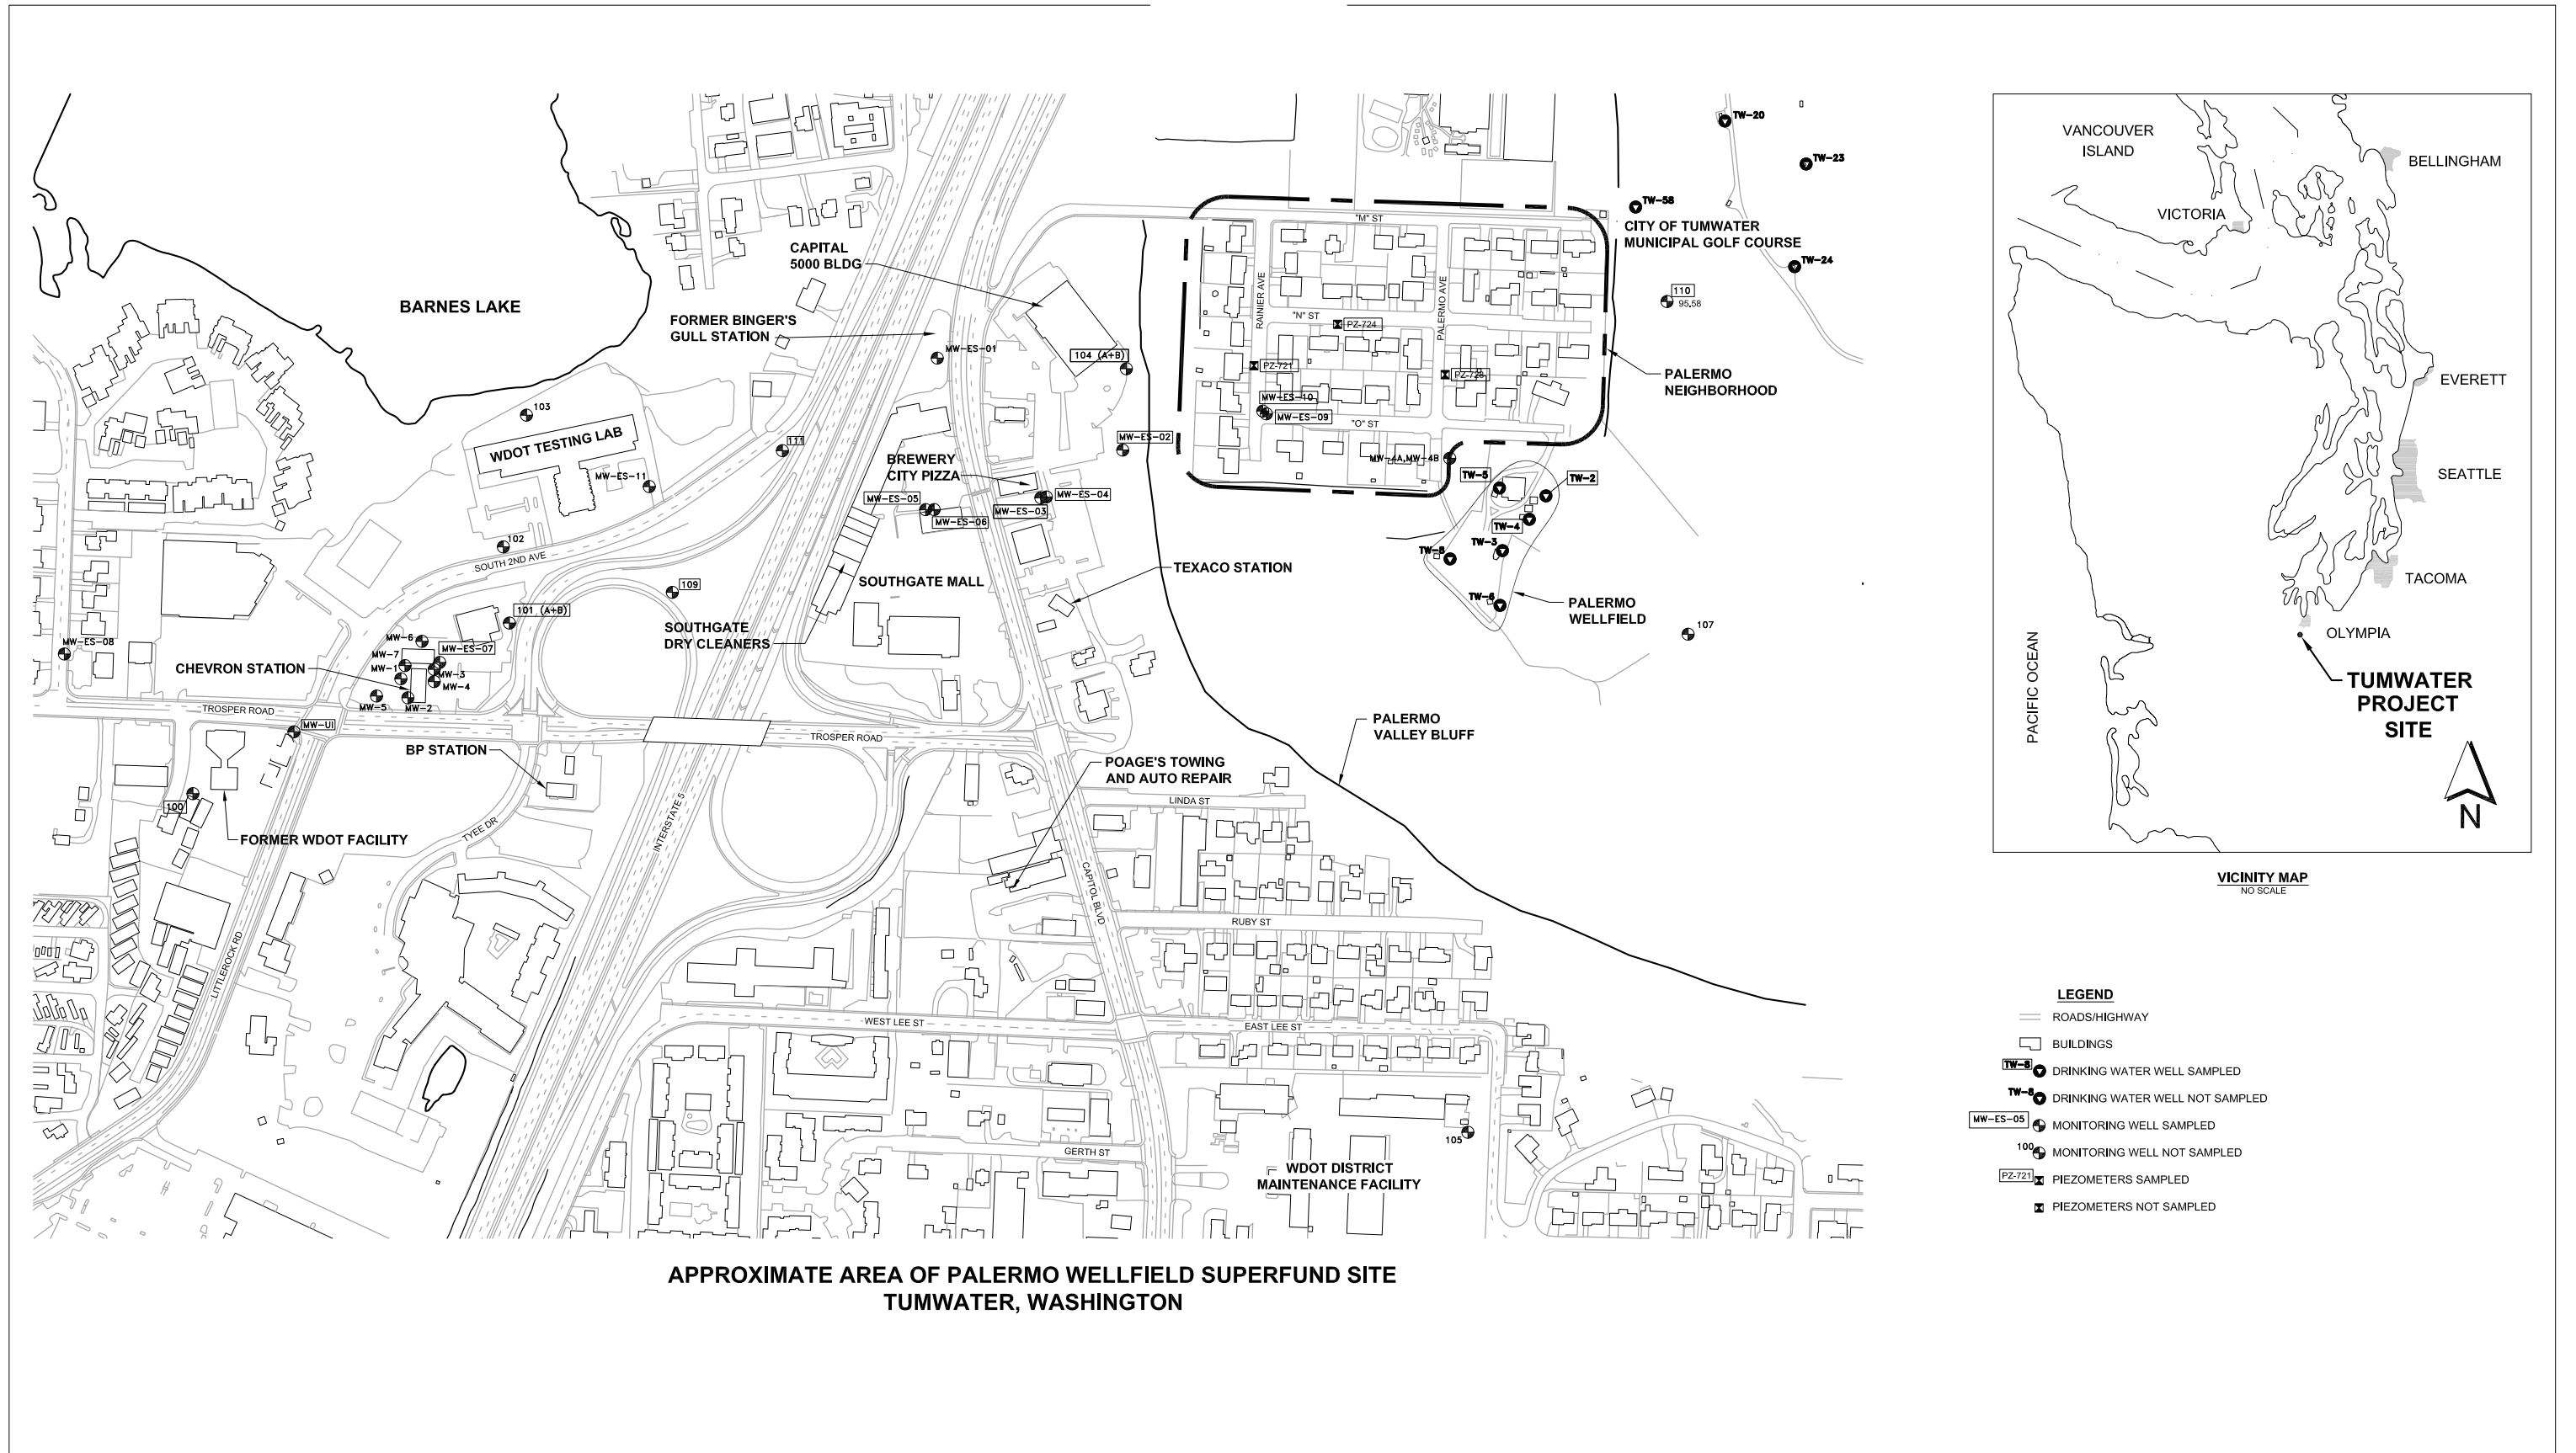 TW-20
TW-23
TW-58
CITY OF TUMWATER
MUNICIPAL GOLF COURSE
TW-24
110
95.58
"M" ST
RAINIER AVE
PALERMO AVE
"N" ST
PZ-724
PZ-721
PZ-728
"O" ST
MW-ES-10
MW-ES-09
MW-4A,MW-4B
PALERMO
NEIGHBORHOOD
CAPITAL
5000 BLDG
BARNES LAKE
FORMER BINGER'S
GULL STATION
MW-ES-01
104 (A+B)
103
WDOT TESTING LAB
111
MW-ES-02
BREWERY
CITY PIZZA
MW-ES-11
MW-ES-05
MW-ES-06
MW-ES-04
MW-ES-03
TW-5
TW-2
TW-4
TW-3
TW-8
TW-6
102
SOUTH 2ND AVE
109
SOUTHGATE MALL
TEXACO STATION
101 (A+B)
SOUTHGATE
DRY CLEANERS
PALERMO
WELLFIELD
107
MW-ES-08
MW-6
MW-7
MW-ES-07
MW-1
MW-3
MW-4
CHEVRON STATION
MW-5
MW-2
TROSPER ROAD
MW-UI
BP STATION
TROSPER ROAD
PALERMO
VALLEY BLUFF
POAGE'S TOWING
AND AUTO REPAIR
LINDA ST
100
FORMER WDOT FACILITY
TYEE DR
INTERSTATE 5
CAPITOL BLVD
RUBY ST
LITTLEROCK RD
WEST LEE ST
EAST LEE ST
GERTH ST
105
WDOT DISTRICT
MAINTENANCE FACILITY
APPROXIMATE AREA OF PALERMO WELLFIELD SUPERFUND SITE
TUMWATER, WASHINGTON
VANCOUVER
ISLAND
BELLINGHAM
VICTORIA
EVERETT
SEATTLE
TACOMA
OLYMPIA
PACIFIC OCEAN
TUMWATER
PROJECT
SITE
N
VICINITY MAP
NO SCALE
LEGEND
ROADS/HIGHWAY
BUILDINGS
TW-8 DRINKING WATER WELL SAMPLED
TW-8 DRINKING WATER WELL NOT SAMPLED
MW-ES-05 MONITORING WELL SAMPLED
100 MONITORING WELL NOT SAMPLED
PZ-721 PIEZOMETERS SAMPLED
PIEZOMETERS NOT SAMPLED